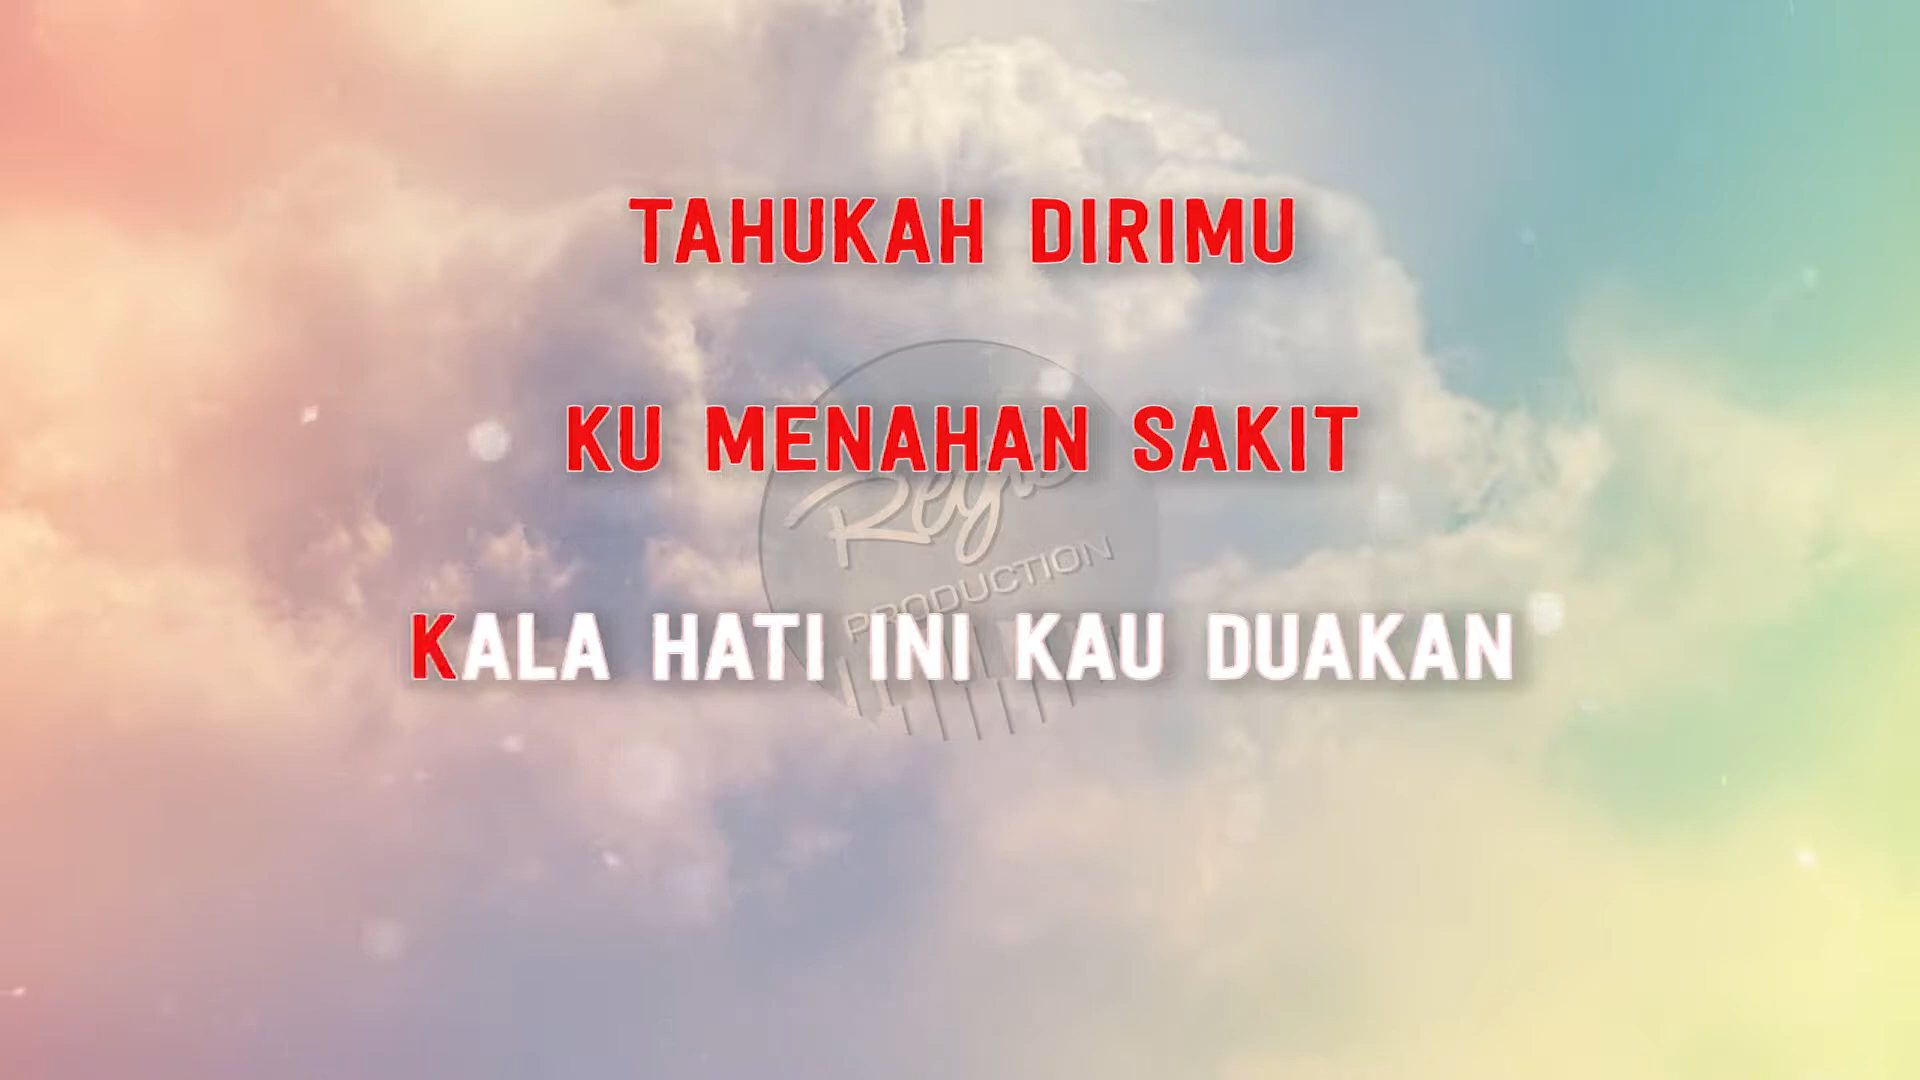 TAHUKAH DIRIMU
KU MENAHAN SAKIT
PRODUCTION
KALA HATI INI KAU DUAKAN